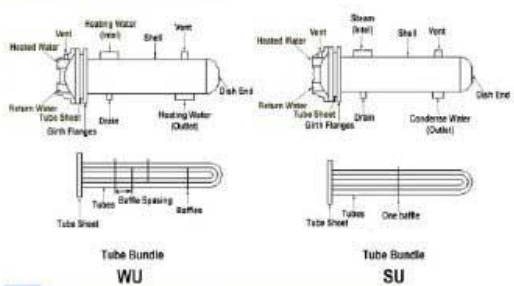 Heating Water
(Inlet)
Vent
Shell
Vent
Heated Water
Return Water
Tube Sheet
Girth Flanges
Drain
Heating Water
(Outlet)
Dish End
Tubes
Baffle Spasing
Baffles
Tube Sheet
Tube Bundle
WU
Steam
(Inlet)
Vent
Shell
Vent
Heated Water
Return Water
Tube Sheet
Girth Flanges
Drain
Condense Water
(Outlet)
Dish End
Tubes
One baffle
Tube Sheet
Tube Bundle
SU